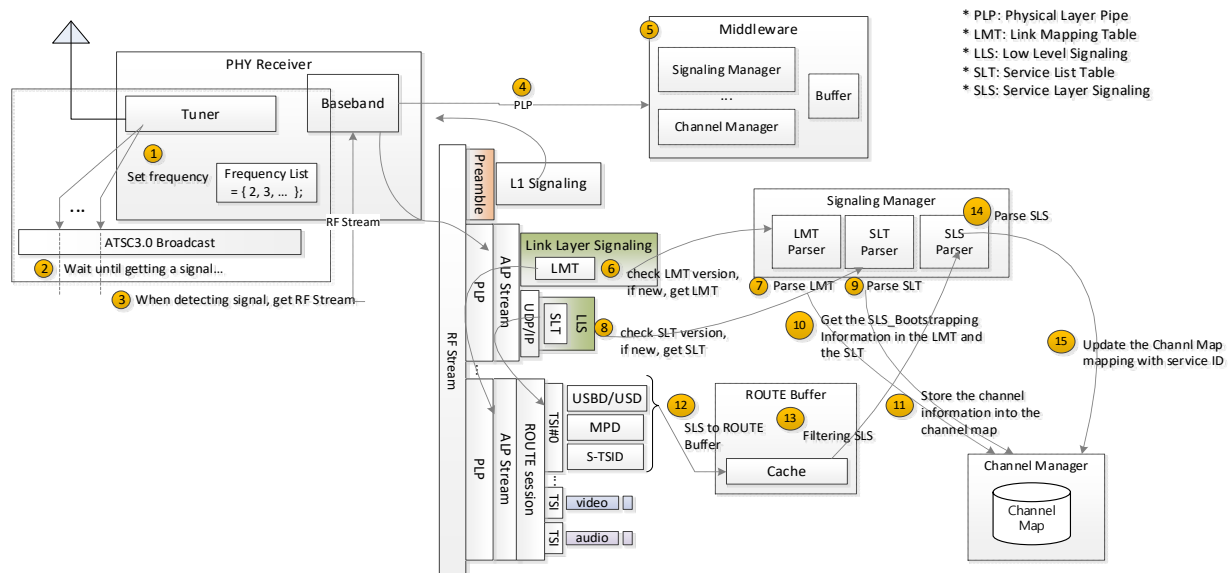 * PLP: Physical Layer Pipe
* LMT: Link Mapping Table
* LLS: Low Level Signaling
* SLT: Service List Table
* SLS: Service Layer Signaling
PHY Receiver
Tuner
Baseband
1
Set frequency
Frequency List
= { 2, 3, ... };
...
RF Stream
ATSC3.0 Broadcast
2 Wait until getting a signal...
3 When detecting signal, get RF Stream
4
PLP
5
Middleware
Signaling Manager
...
Channel Manager
Buffer
RF Stream
Preamble
L1 Signaling
PLP
ALP Stream
Link Layer Signaling
LMT
6
check LMT version,
if new, get LMT
UDP/IP
SLT
LLS
8
check SLT version,
if new, get SLT
...
PLP
ALP Stream
ROUTE session
TSI#0
USBD/USD
MPD
S-TSID
...
TSI
video
TSI
audio
12
SLS to ROUTE
Buffer
ROUTE Buffer
13
Filtering SLS
Cache
Signaling Manager
LMT
Parser
SLT
Parser
SLS
Parser
14
Parse SLS
7 Parse LMT
9 Parse SLT
10
Get the SLS_Bootstrapping
Information in the LMT and
the SLT
11
Store the channel
information into the
channel map
15
Update the Channl Map
mapping with service ID
Channel Manager
Channel
Map